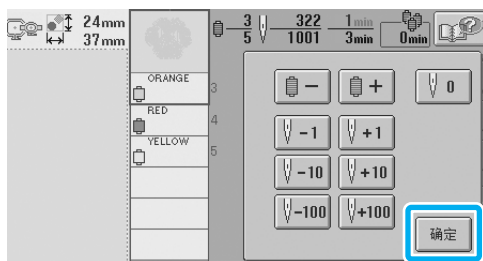 24mm
37mm
3/5
322/1001
1min/3min
0min
ORANGE 3
RED 4
YELLOW 5
- + 0
-1 +1
-10 +10
-100 +100
确定